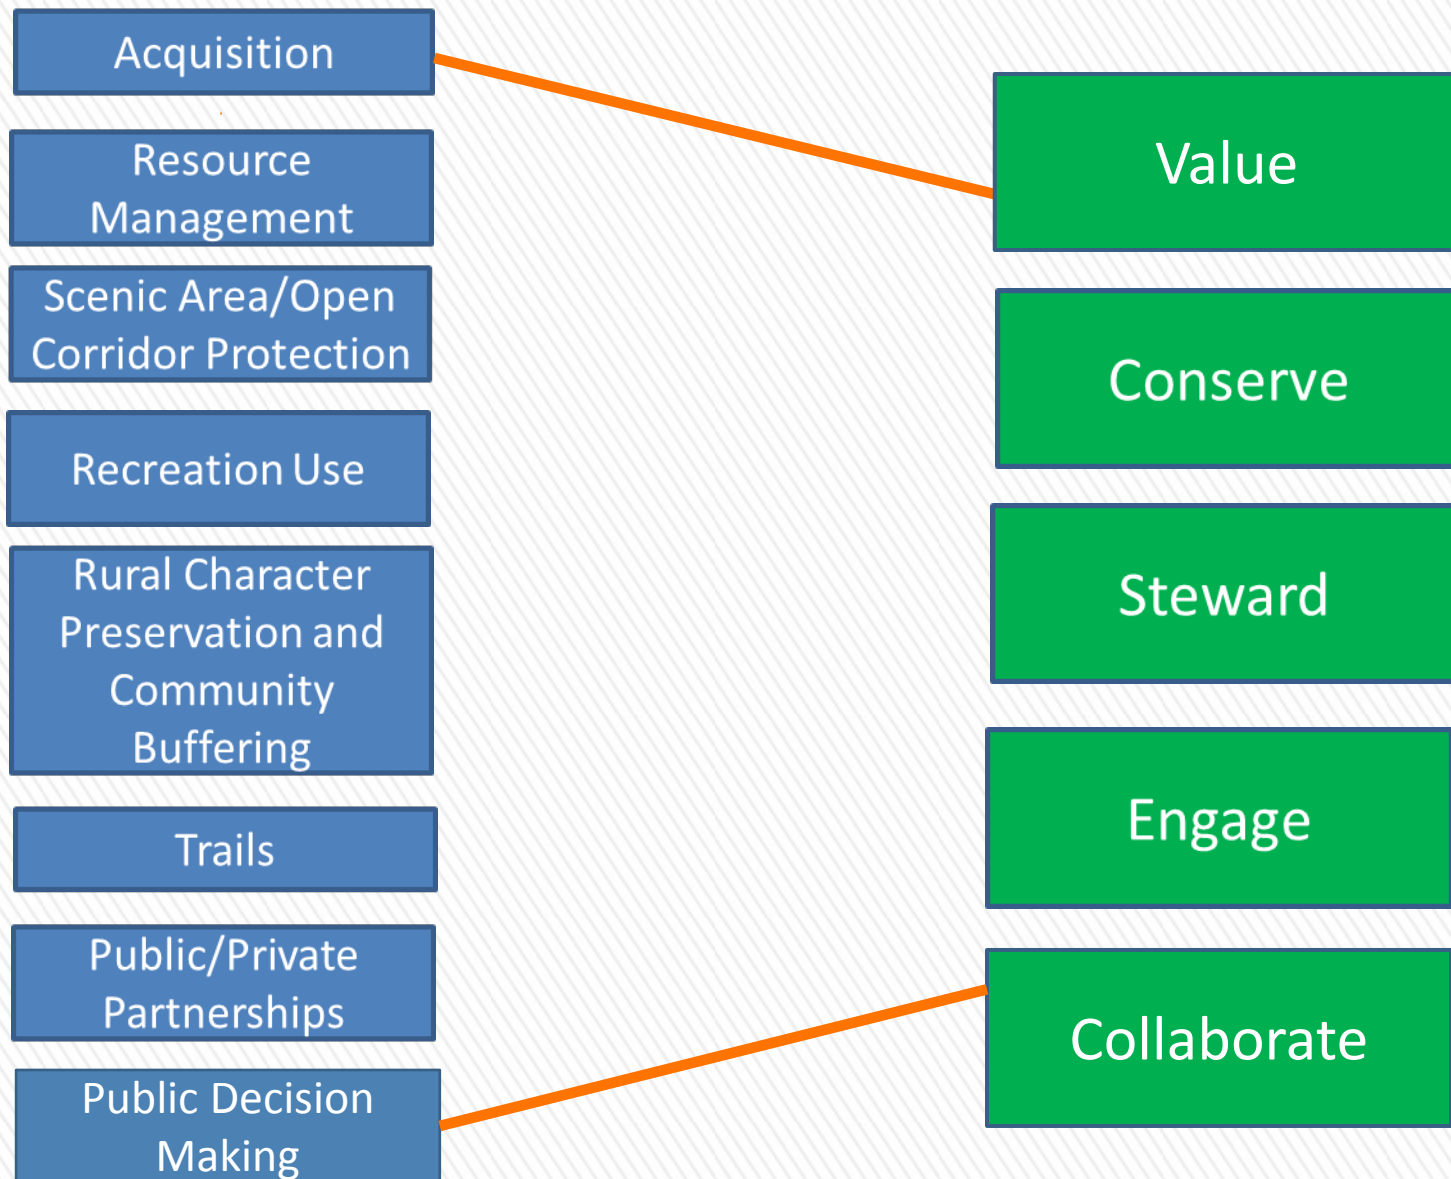 Acquisition
Resource
Management
Scenic Area/Open
Corridor Protection
Recreation Use
Rural Character
Preservation and
Community
Buffering
Trails
Public/Private
Partnerships
Public Decision
Making
Value
Conserve
Steward
Engage
Collaborate